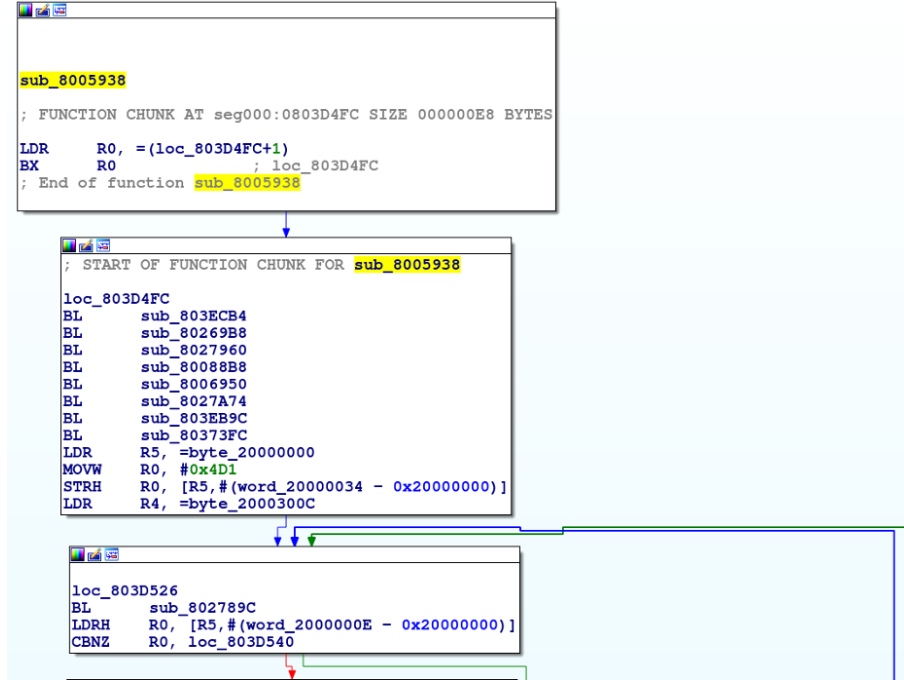 sub_8005938
; FUNCTION CHUNK AT seg000:0803D4FC SIZE 000000E8 BYTES
LDR R0, =(loc_803D4FC+1)
BX R0 ; loc_803D4FC
; End of function sub_8005938
; START OF FUNCTION CHUNK FOR sub_8005938
loc_803D4FC
BL sub_803ECB4
BL sub_80269B8
BL sub_8027960
BL sub_80088B8
BL sub_8006950
BL sub_8027A74
BL sub_803EB9C
BL sub_80373FC
LDR R5, =byte_20000000
MOVW R0, #0x4D1
STRH R0, [R5,#(word_20000034 - 0x20000000)]
LDR R4, =byte_2000300C
loc_803D526
BL sub_802789C
LDRH R0, [R5,#(word_2000000E - 0x20000000)]
CBNZ R0, loc_803D540